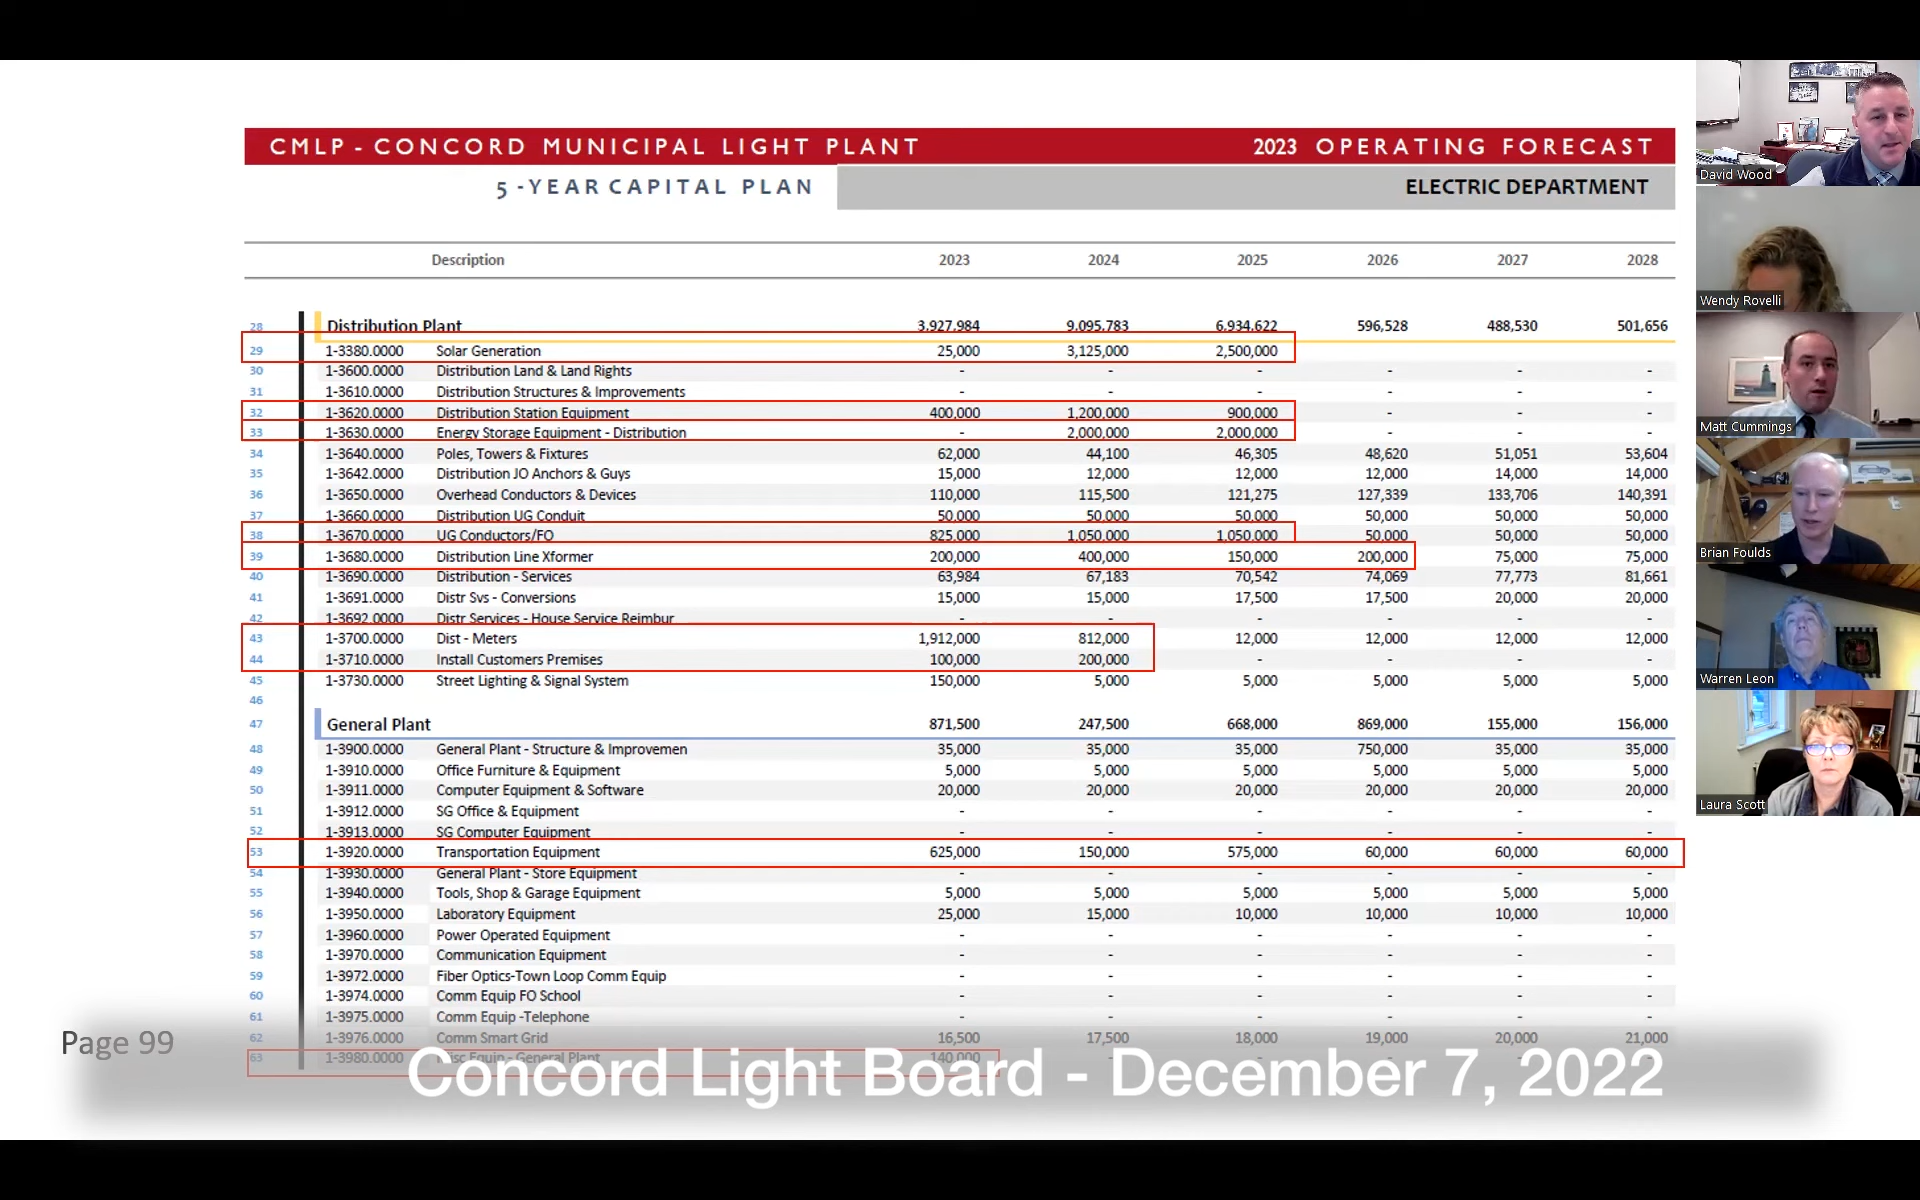 CMLP - CONCORD MUNICIPAL LIGHT PLANT 2023 OPERATING FORECAST
5-YEAR CAPITAL PLAN ELECTRIC DEPARTMENT
Description 2023 2024 2025 2026 2027 2028
28 Distribution Plant 3,927,984 9,095,783 6,934,622 596,528 488,530 501,656
29 1-3380.0000 Solar Generation 25,000 3,125,000 2,500,000
30 1-3600.0000 Distribution Land & Land Rights - - - - - -
31 1-3610.0000 Distribution Structures & Improvements - - - - - -
32 1-3620.0000 Distribution Station Equipment 400,000 1,200,000 900,000 - - -
33 1-3630.0000 Energy Storage Equipment - Distribution - 2,000,000 2,000,000 - - -
34 1-3640.0000 Poles, Towers & Fixtures 62,000 44,100 46,305 48,620 51,051 53,604
35 1-3642.0000 Distribution JO Anchors & Guys 15,000 12,000 12,000 12,000 14,000 14,000
36 1-3650.0000 Overhead Conductors & Devices 110,000 115,500 121,275 127,339 133,706 140,391
37 1-3660.0000 Distribution UG Conduit 50,000 50,000 50,000 50,000 50,000 50,000
38 1-3670.0000 UG Conductors/FO 825,000 1,050,000 1,050,000 50,000 50,000 50,000
39 1-3680.0000 Distribution Line Xformer 200,000 400,000 150,000 200,000 75,000 75,000
40 1-3690.0000 Distribution - Services 63,984 67,183 70,542 74,069 77,773 81,661
41 1-3691.0000 Distr Svs - Conversions 15,000 15,000 17,500 17,500 20,000 20,000
42 1-3692.0000 Distr Services - House Service Reimbur - - - - - -
43 1-3700.0000 Dist - Meters 1,912,000 812,000 12,000 12,000 12,000 12,000
44 1-3710.0000 Install Customers Premises 100,000 200,000 - - - -
45 1-3730.0000 Street Lighting & Signal System 150,000 5,000 5,000 5,000 5,000 5,000
46
47 General Plant 871,500 247,500 668,000 869,000 155,000 156,000
48 1-3900.0000 General Plant - Structure & Improvemen 35,000 35,000 35,000 750,000 35,000 35,000
49 1-3910.0000 Office Furniture & Equipment 5,000 5,000 5,000 5,000 5,000 5,000
50 1-3911.0000 Computer Equipment & Software 20,000 20,000 20,000 20,000 20,000 20,000
51 1-3912.0000 SG Office & Equipment - - - - - -
52 1-3913.0000 SG Computer Equipment - - - - - -
53 1-3920.0000 Transportation Equipment 625,000 150,000 575,000 60,000 60,000 60,000
54 1-3930.0000 General Plant - Store Equipment - - - - - -
55 1-3940.0000 Tools, Shop & Garage Equipment 5,000 5,000 5,000 5,000 5,000 5,000
56 1-3950.0000 Laboratory Equipment 25,000 15,000 10,000 10,000 10,000 10,000
57 1-3960.0000 Power Operated Equipment - - - - - -
58 1-3970.0000 Communication Equipment - - - - - -
59 1-3972.0000 Fiber Optics-Town Loop Comm Equip - - - - - -
60 1-3974.0000 Comm Equip FO School - - - - - -
61 1-3975.0000 Comm Equip -Telephone - - - - - -
62 1-3976.0000 Comm Smart Grid 16,500 17,500 18,000 19,000 20,000 21,000
63 1-3980.0000 Misc Equip - General Plant 140,000
Page 99
Concord Light Board - December 7, 2022
David Wood
Wendy Rovelli
Matt Cummings
Brian Foulds
Warren Leon
Laura Scott